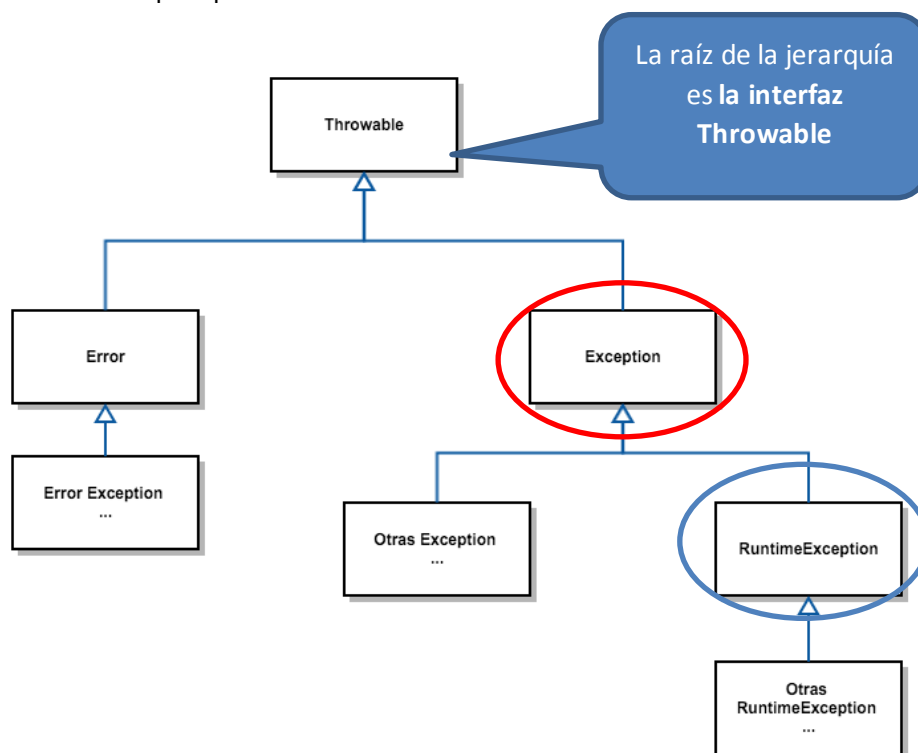 La raíz de la jerarquía
es la interfaz
Throwable
Throwable
Error
Exception
Error Exception
...
Otras Exception
...
RuntimeException
Otras
RuntimeException
...